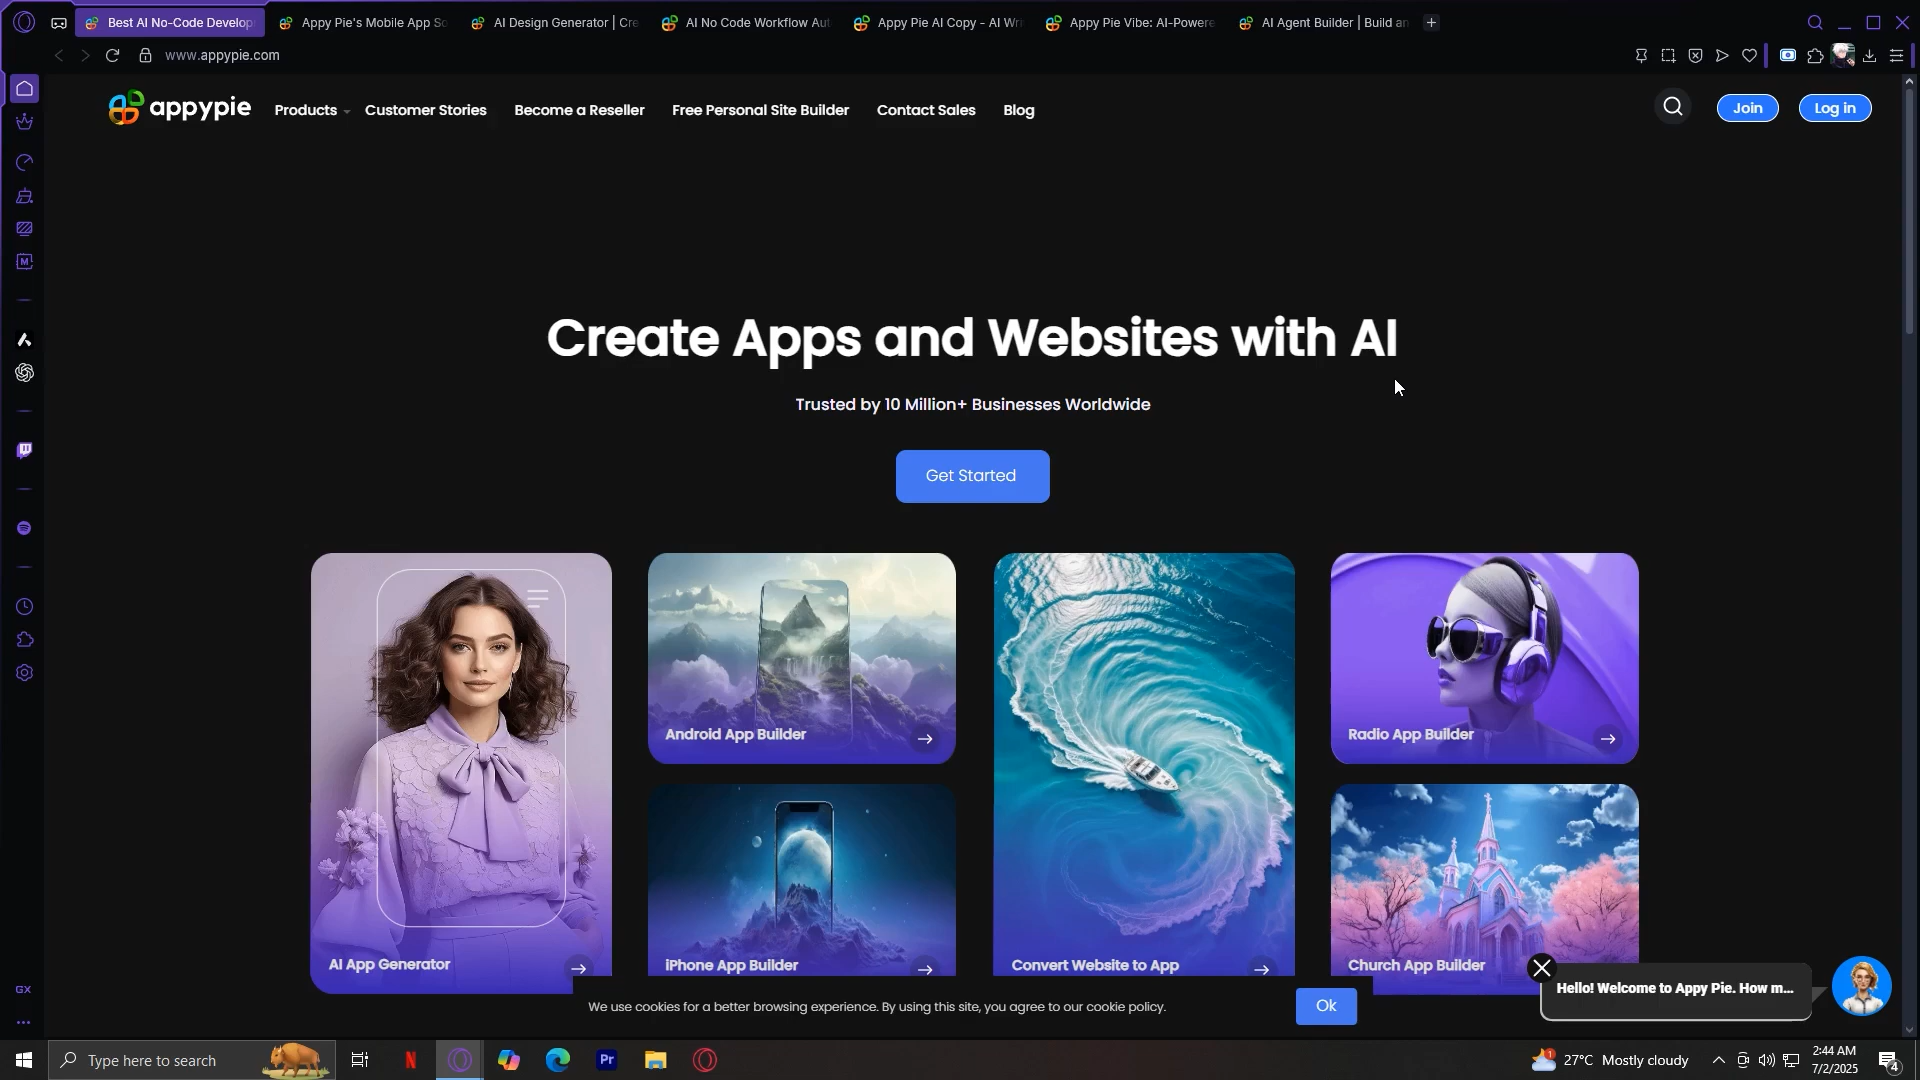 Best AI No-Code Develop
Appy Pie's Mobile App So
AI Design Generator | Cre
AI No Code Workflow Aut
Appy Pie AI Copy - AI Wri
Appy Pie Vibe: AI-Powere
AI Agent Builder | Build an
www.appypie.com
appypie
Products
Customer Stories
Become a Reseller
Free Personal Site Builder
Contact Sales
Blog
Join
Log in
Create Apps and Websites with AI
Trusted by 10 Million+ Businesses Worldwide
Get Started
AI App Generator
Android App Builder
iPhone App Builder
Convert Website to App
Radio App Builder
Church App Builder
We use cookies for a better browsing experience. By using this site, you agree to our cookie policy.
Ok
Hello! Welcome to Appy Pie. How m...
M
GX
Type here to search
N
Pr
1
27°C Mostly cloudy
2:44 AM
7/2/2025
4